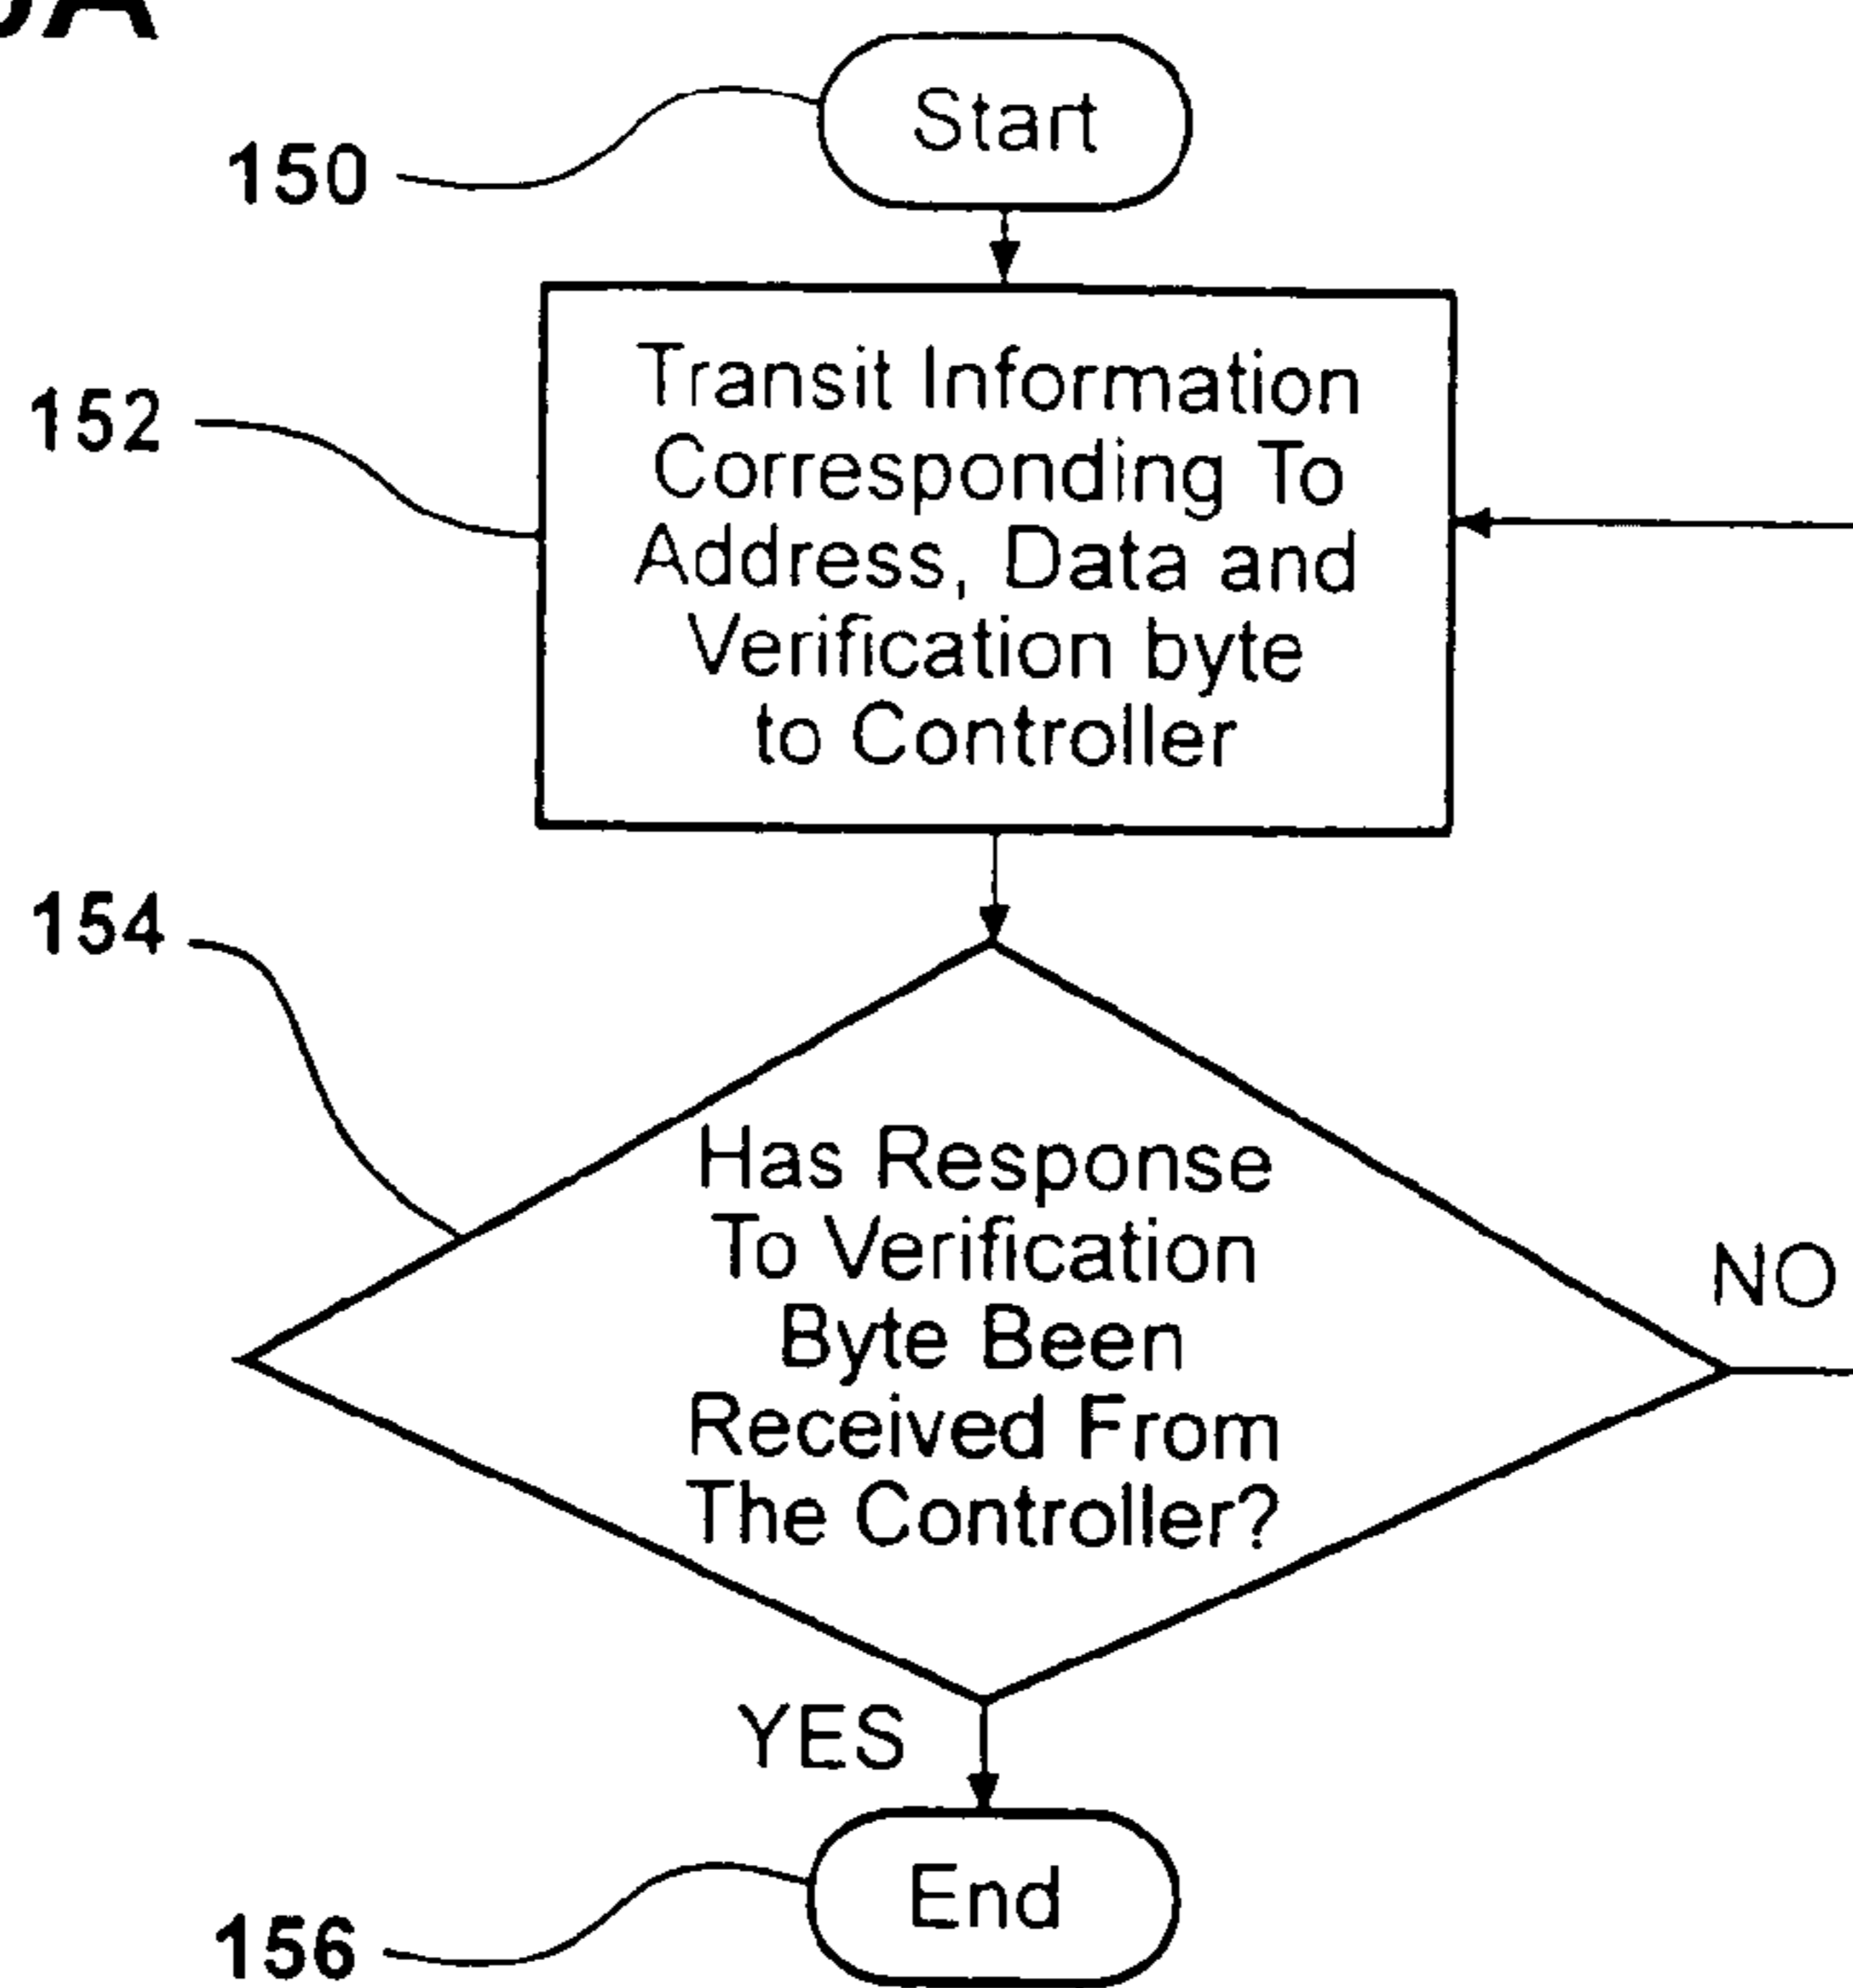 Start
150
Transit Information
Corresponding To
Address, Data and
Verification byte
to Controller
152
154
Has Response
To Verification
Byte Been
Received From
The Controller?
NO
YES
End
156